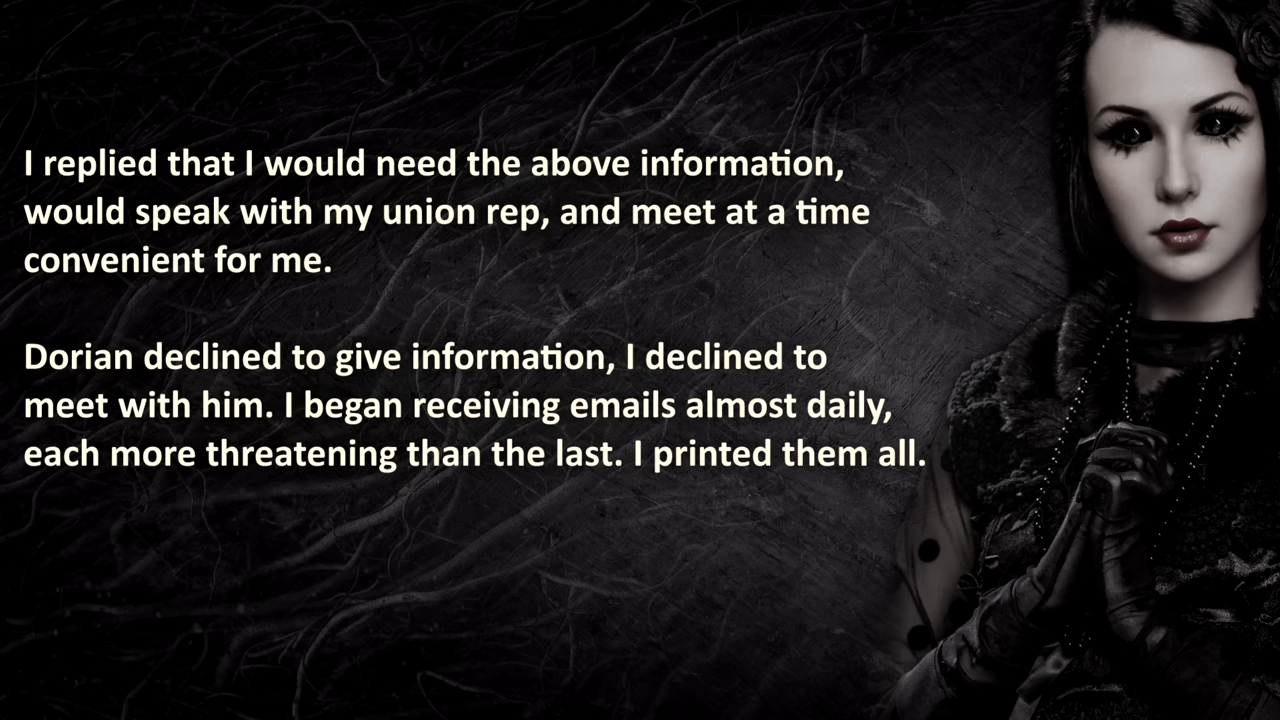 I replied that I would need the above information,
would speak with my union rep, and meet at a time
convenient for me.
Dorian declined to give information, I declined to
meet with him. I began receiving emails almost daily,
each more threatening than the last. I printed them all.